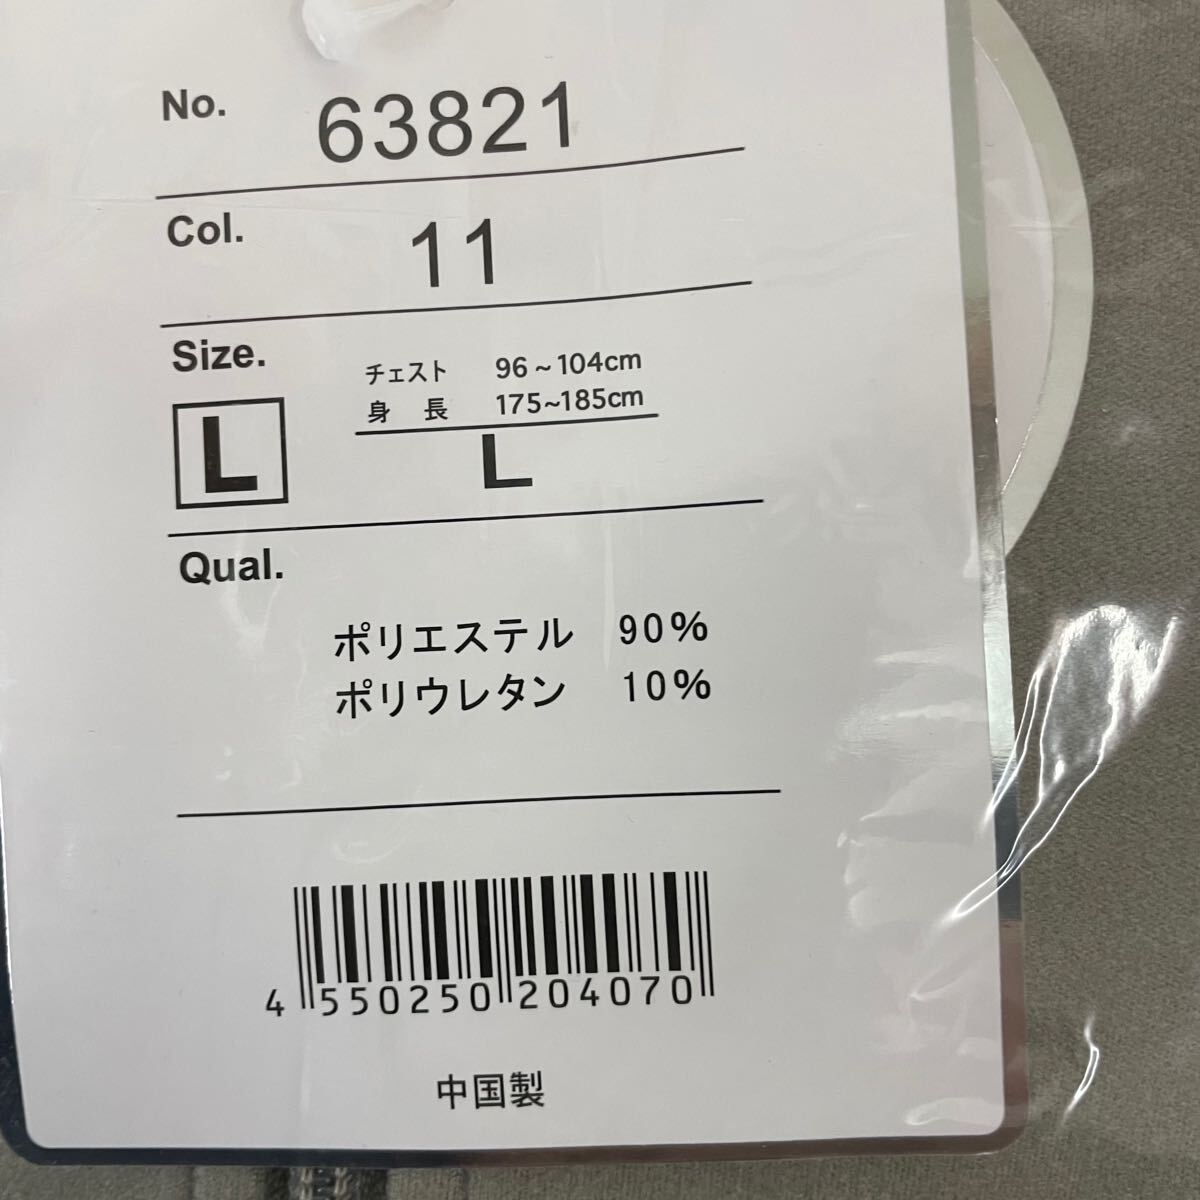 No. 63821
Col. 11
Size.
チェスト 96~104cm
身長 175~185cm
L L
Qual.
ポリエステル 90%
ポリウレタン 10%
4 550250 204070
中国製